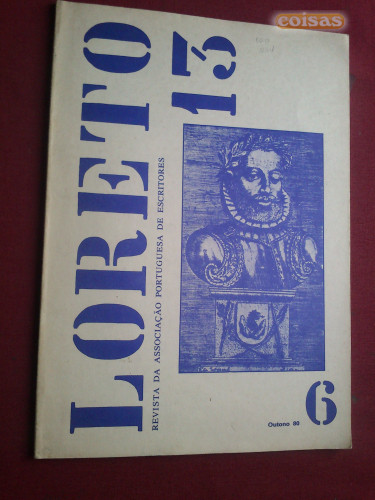 coisas
LORETO
13
REVISTA DA ASSOCIAÇÃO PORTUGUESA DE ESCRITORES
Outono 80
6